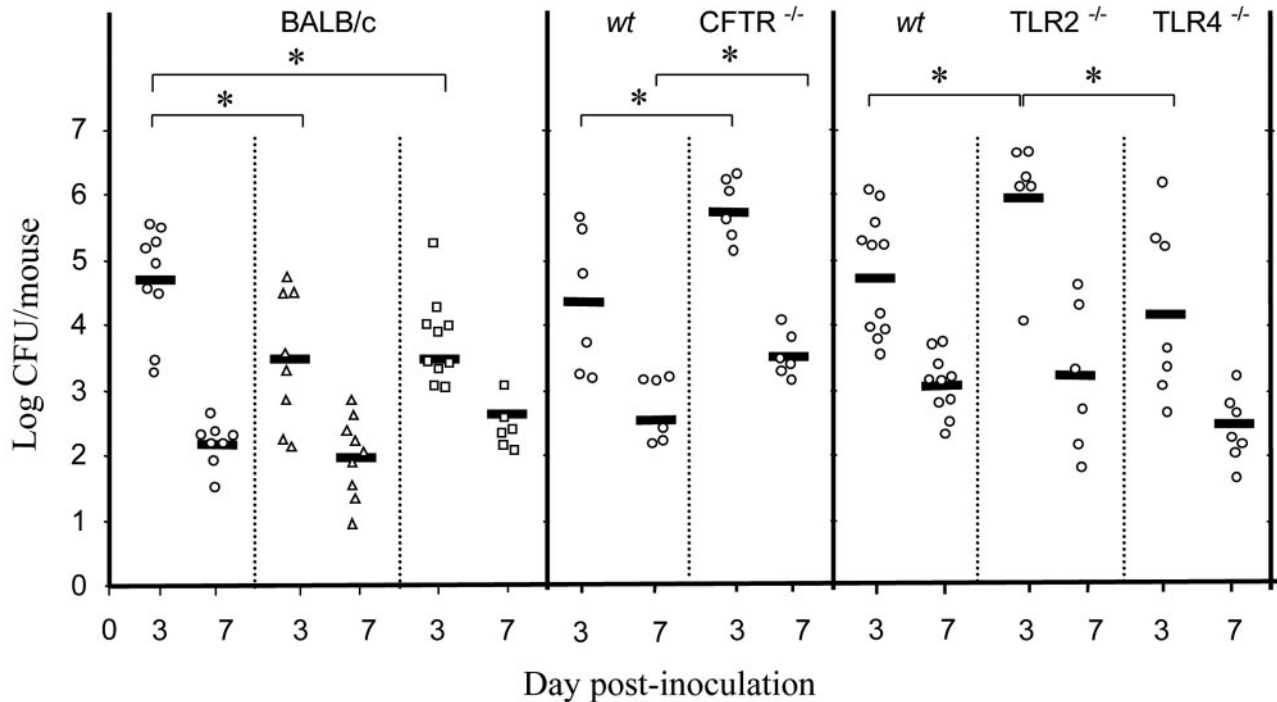 BALB/c wt CFTR -/- wt TLR2 -/- TLR4 -/-
* *
* * *
*
7
6
5
4
3
2
1
0
Log CFU/mouse
0 3 7 3 7 3 7 3 7 3 7 3 7 3 7 3 7
Day post-inoculation